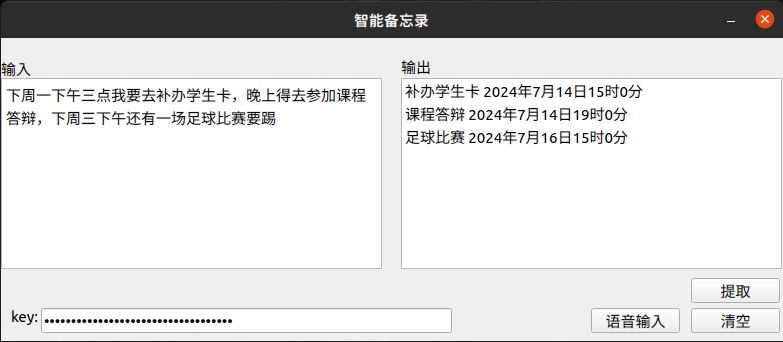 智能备忘录
输入
下周一下午三点我要去补办学生卡，晚上得去参加课程
答辩，下周三下午还有一场足球比赛要踢
输出
补办学生卡 2024年7月14日15时0分
课程答辩 2024年7月14日19时0分
足球比赛 2024年7月16日15时0分
提取
key: ••••••••••••••••••••••••••••••••••••
语音输入
清空